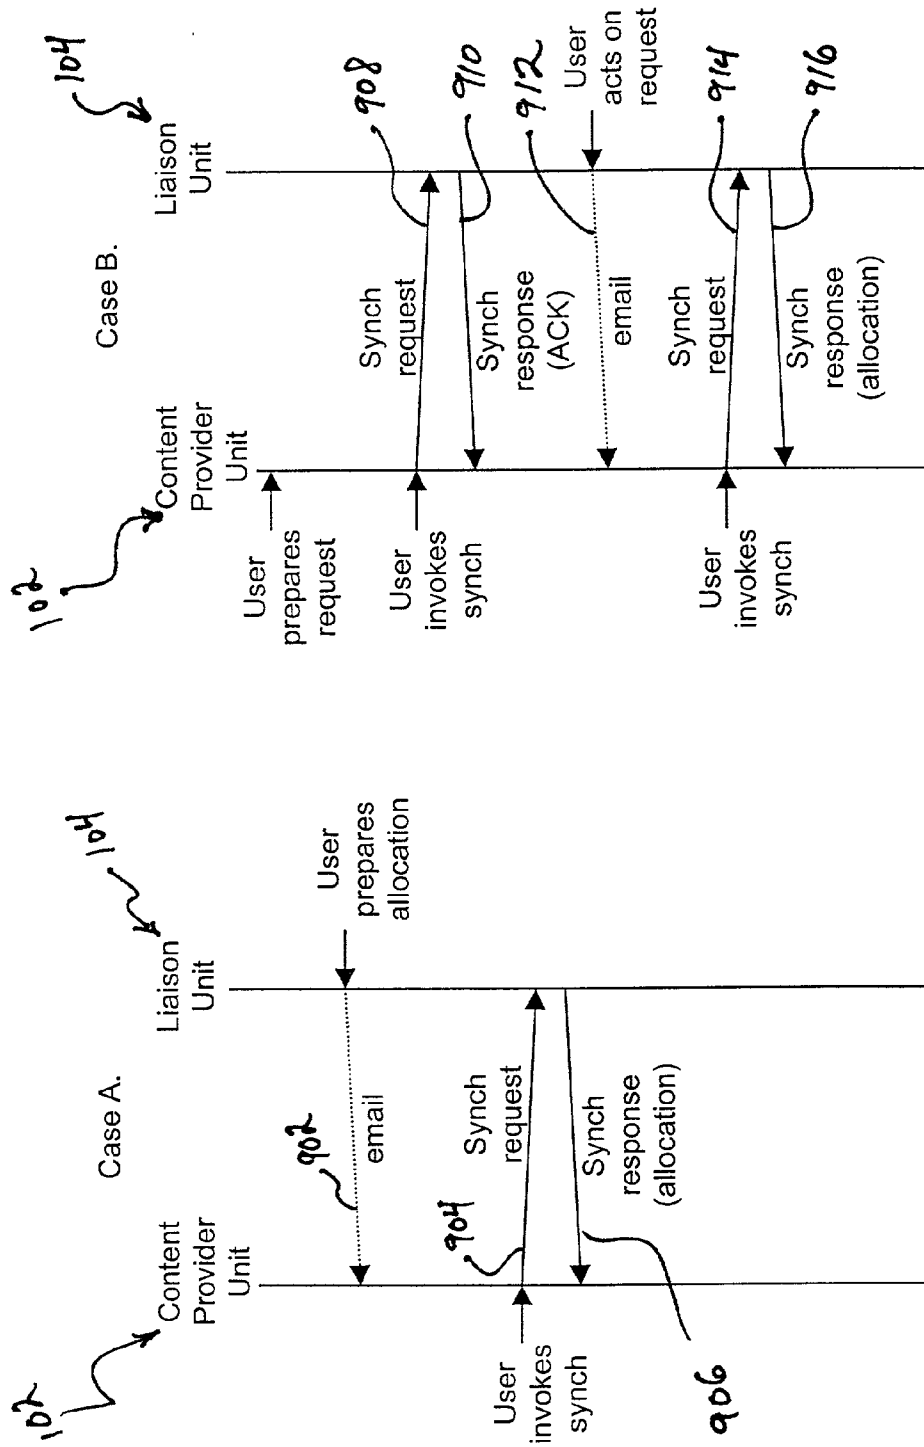 Case A.
102
Content
Provider
Unit
Liaison
Unit
104
902
email
User
prepares
allocation
User
invokes
synch
904
Synch
request
Synch
response
(allocation)
906
Case B.
102
Content
Provider
Unit
Liaison
Unit
104
User
prepares
request
User
invokes
synch
Synch
request
908
Synch
response
(ACK)
910
email
912
User
acts on
request
User
invokes
synch
Synch
request
914
Synch
response
(allocation)
916